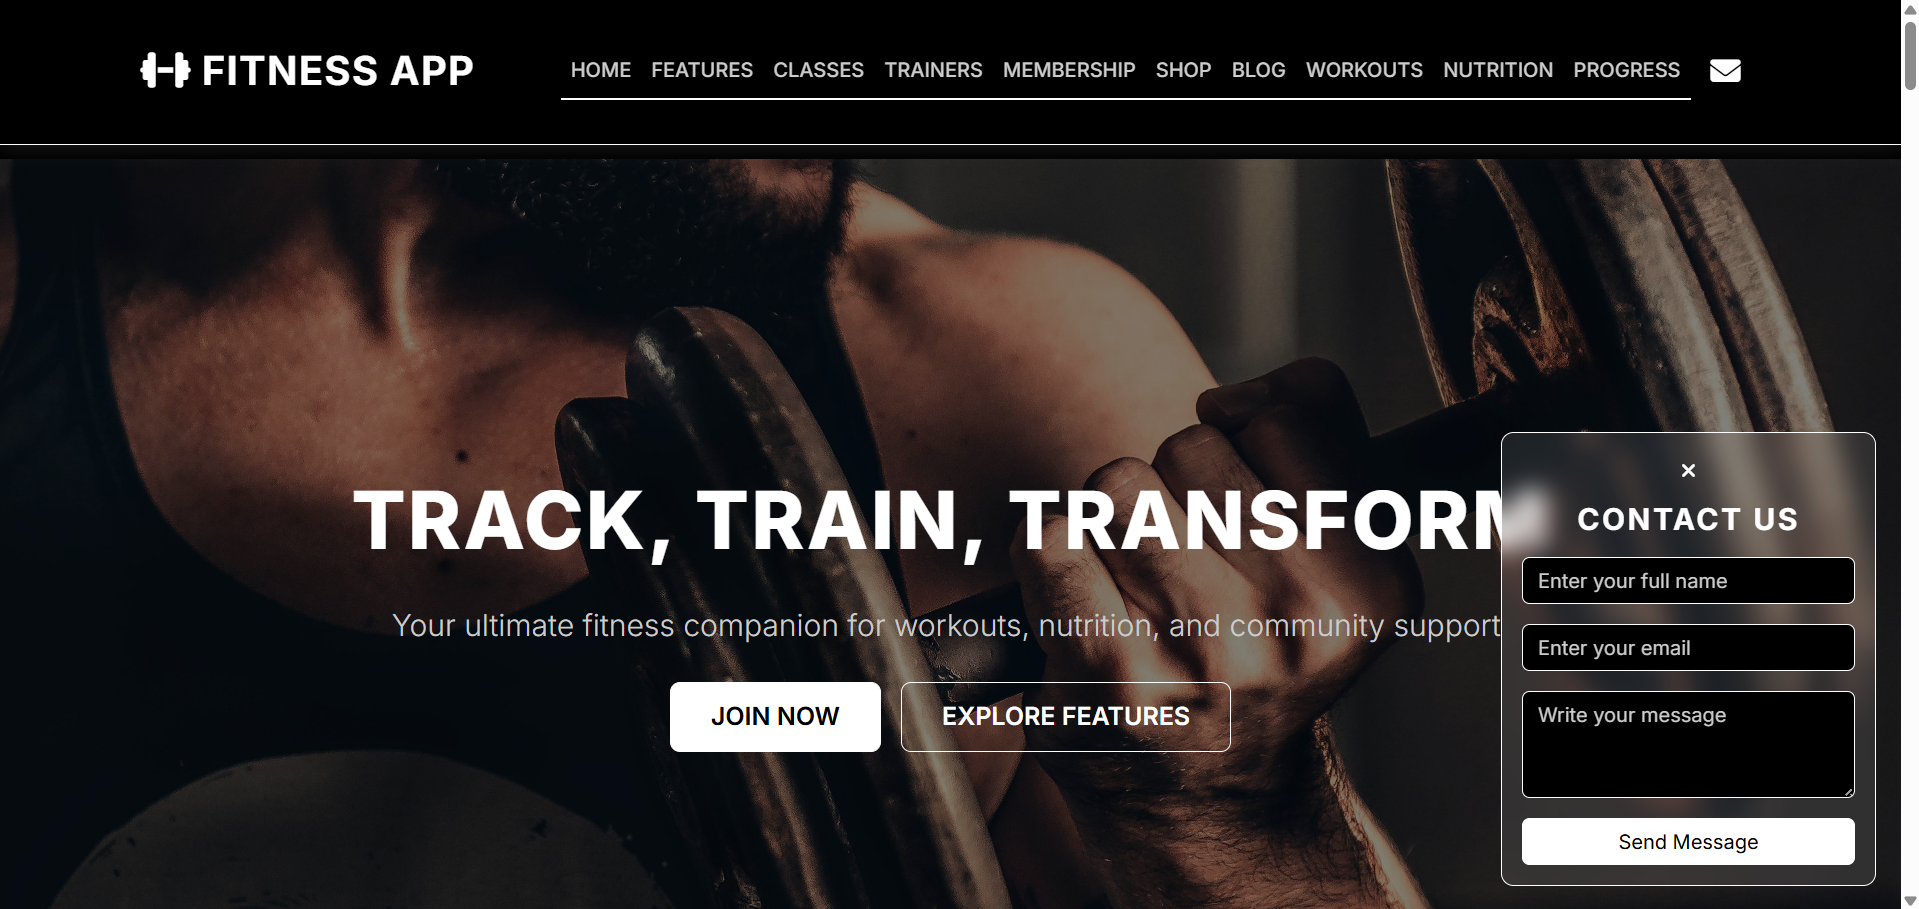 FITNESS APP
HOME FEATURES CLASSES TRAINERS MEMBERSHIP SHOP BLOG WORKOUTS NUTRITION PROGRESS
TRACK, TRAIN, TRANSFORM
Your ultimate fitness companion for workouts, nutrition, and community support
JOIN NOW
EXPLORE FEATURES
CONTACT US
Enter your full name
Enter your email
Write your message
Send Message